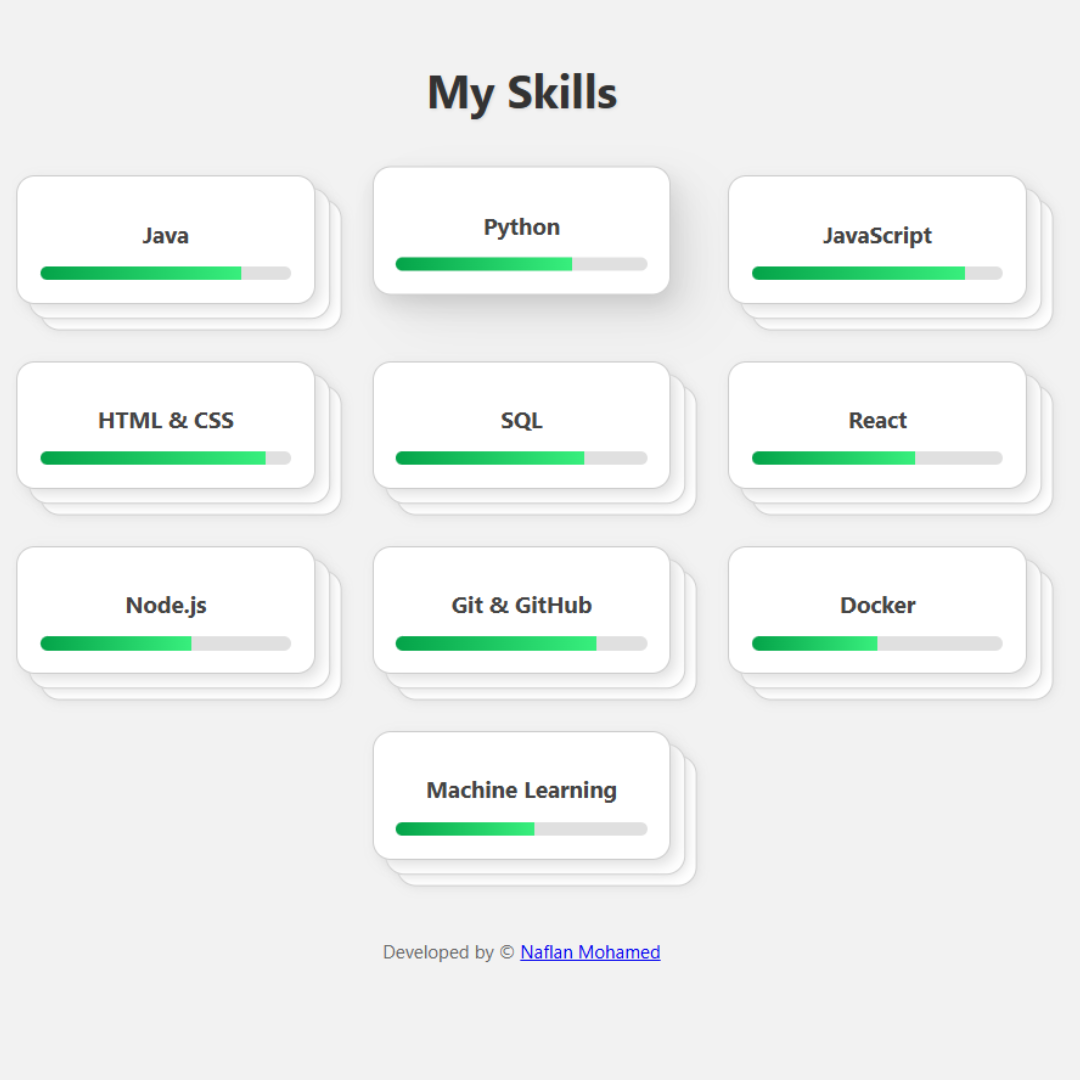 My Skills
Java
Python
JavaScript
HTML & CSS
SQL
React
Node.js
Git & GitHub
Docker
Machine Learning
Developed by © Naflan Mohamed